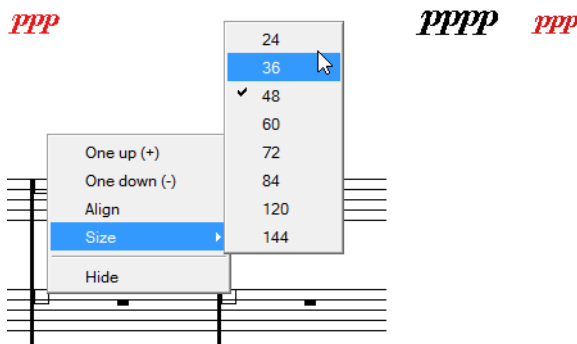 ppp
pppp
ppp
24
36
48
60
72
84
120
144
One up (+)
One down (-)
Align
Size
Hide